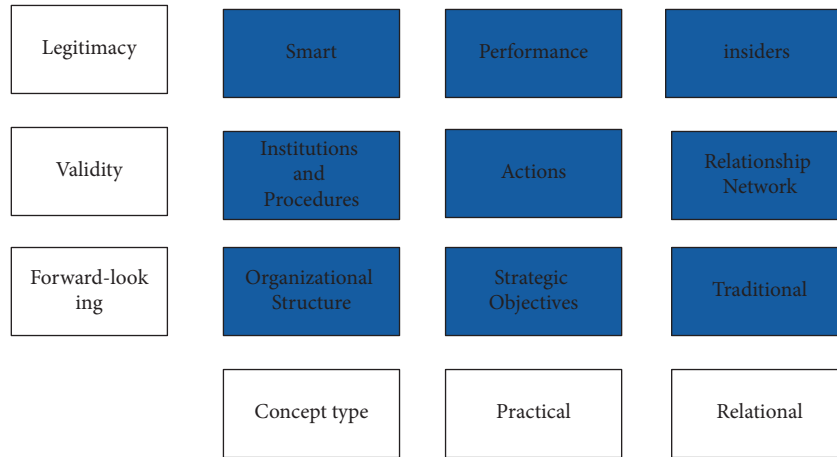 Legitimacy
Smart
Performance
insiders
Validity
Institutions
and
Procedures
Actions
Relationship
Network
Forward-look
ing
Organizational
Structure
Strategic
Objectives
Traditional
Concept type
Practical
Relational